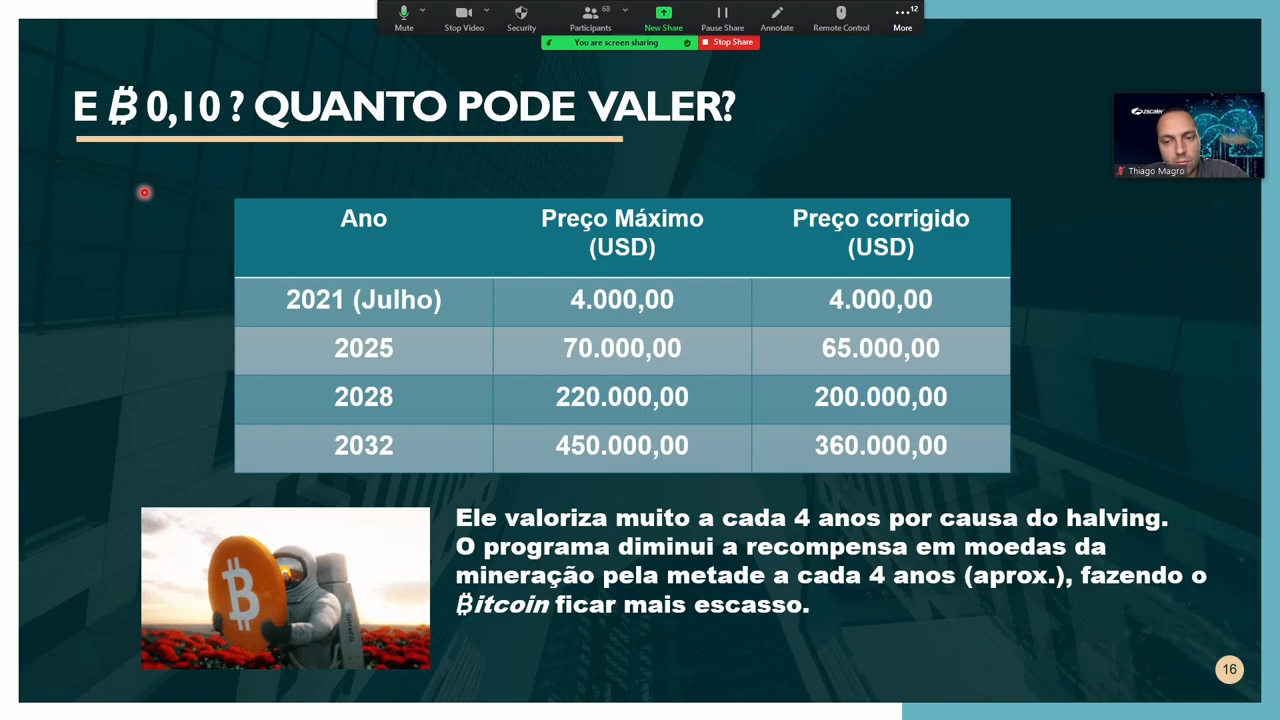 Mute
Stop Video
Security
Participants
68
New Share
Pause Share
Annotate
Remote Control
12
More
You are screen sharing
Stop Share
E ₿ 0,10 ? QUANTO PODE VALER?
zscaler
Thiago Magro
Ano
Preço Máximo
(USD)
Preço corrigido
(USD)
2021 (Julho)
4.000,00
4.000,00
2025
70.000,00
65.000,00
2028
220.000,00
200.000,00
2032
450.000,00
360.000,00
Ele valoriza muito a cada 4 anos por causa do halving.
O programa diminui a recompensa em moedas da
mineração pela metade a cada 4 anos (aprox.), fazendo o
₿itcoin ficar mais escasso.
16